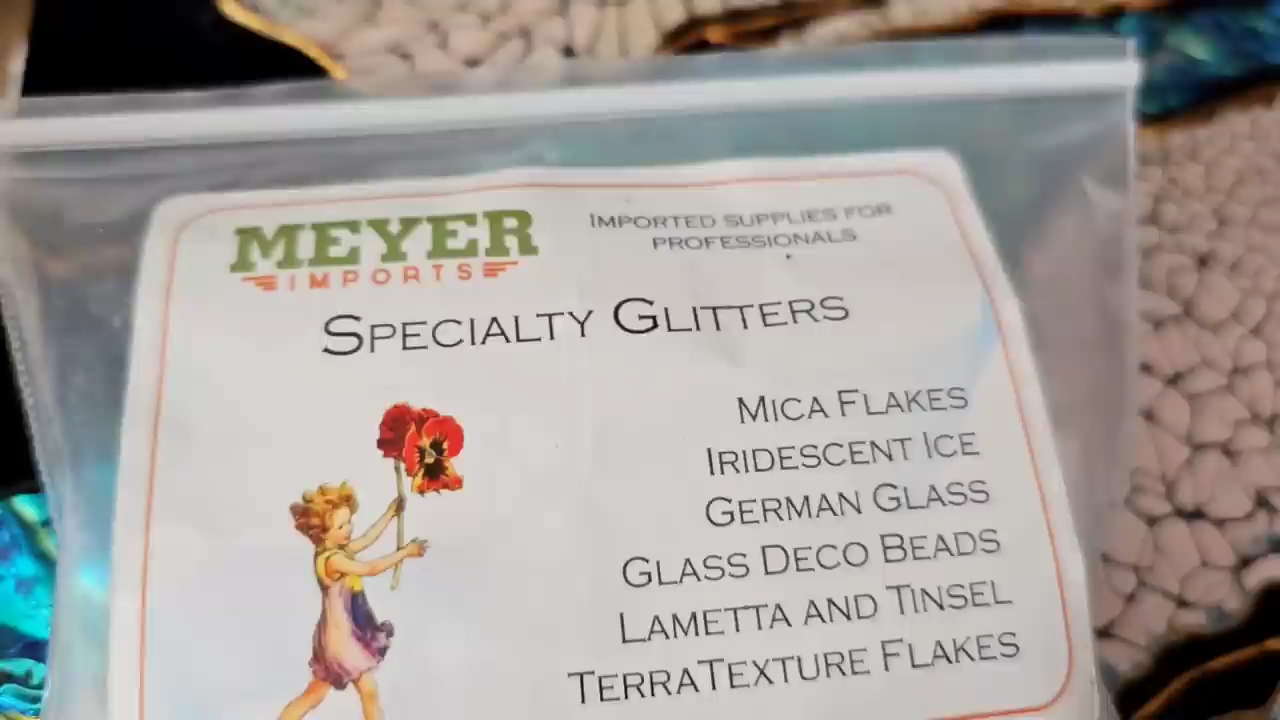 MEYER
IMPORTS
IMPORTED SUPPLIES FOR
PROFESSIONALS
SPECIALTY GLITTERS
MICA FLAKES
IRIDESCENT ICE
GERMAN GLASS
GLASS DECO BEADS
LAMETTA AND TINSEL
TERRATEXTURE FLAKES